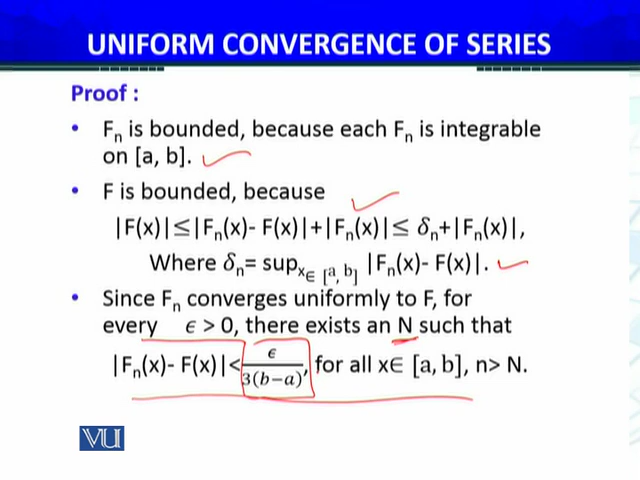 UNIFORM CONVERGENCE OF SERIES
Proof :
• Fₙ is bounded, because each Fₙ is integrable
on [a, b].
• F is bounded, because
|F(x)|≤|Fₙ(x)- F(x)|+|Fₙ(x)|≤ δₙ+|Fₙ(x)|,
Where δₙ= supₓ∈ [a, b] |Fₙ(x)- F(x)|.
• Since Fₙ converges uniformly to F, for
every ϵ > 0, there exists an N such that
|Fₙ(x)- F(x)|<ϵ/3(b−a), for all x∈ [a, b], n> N.
VU